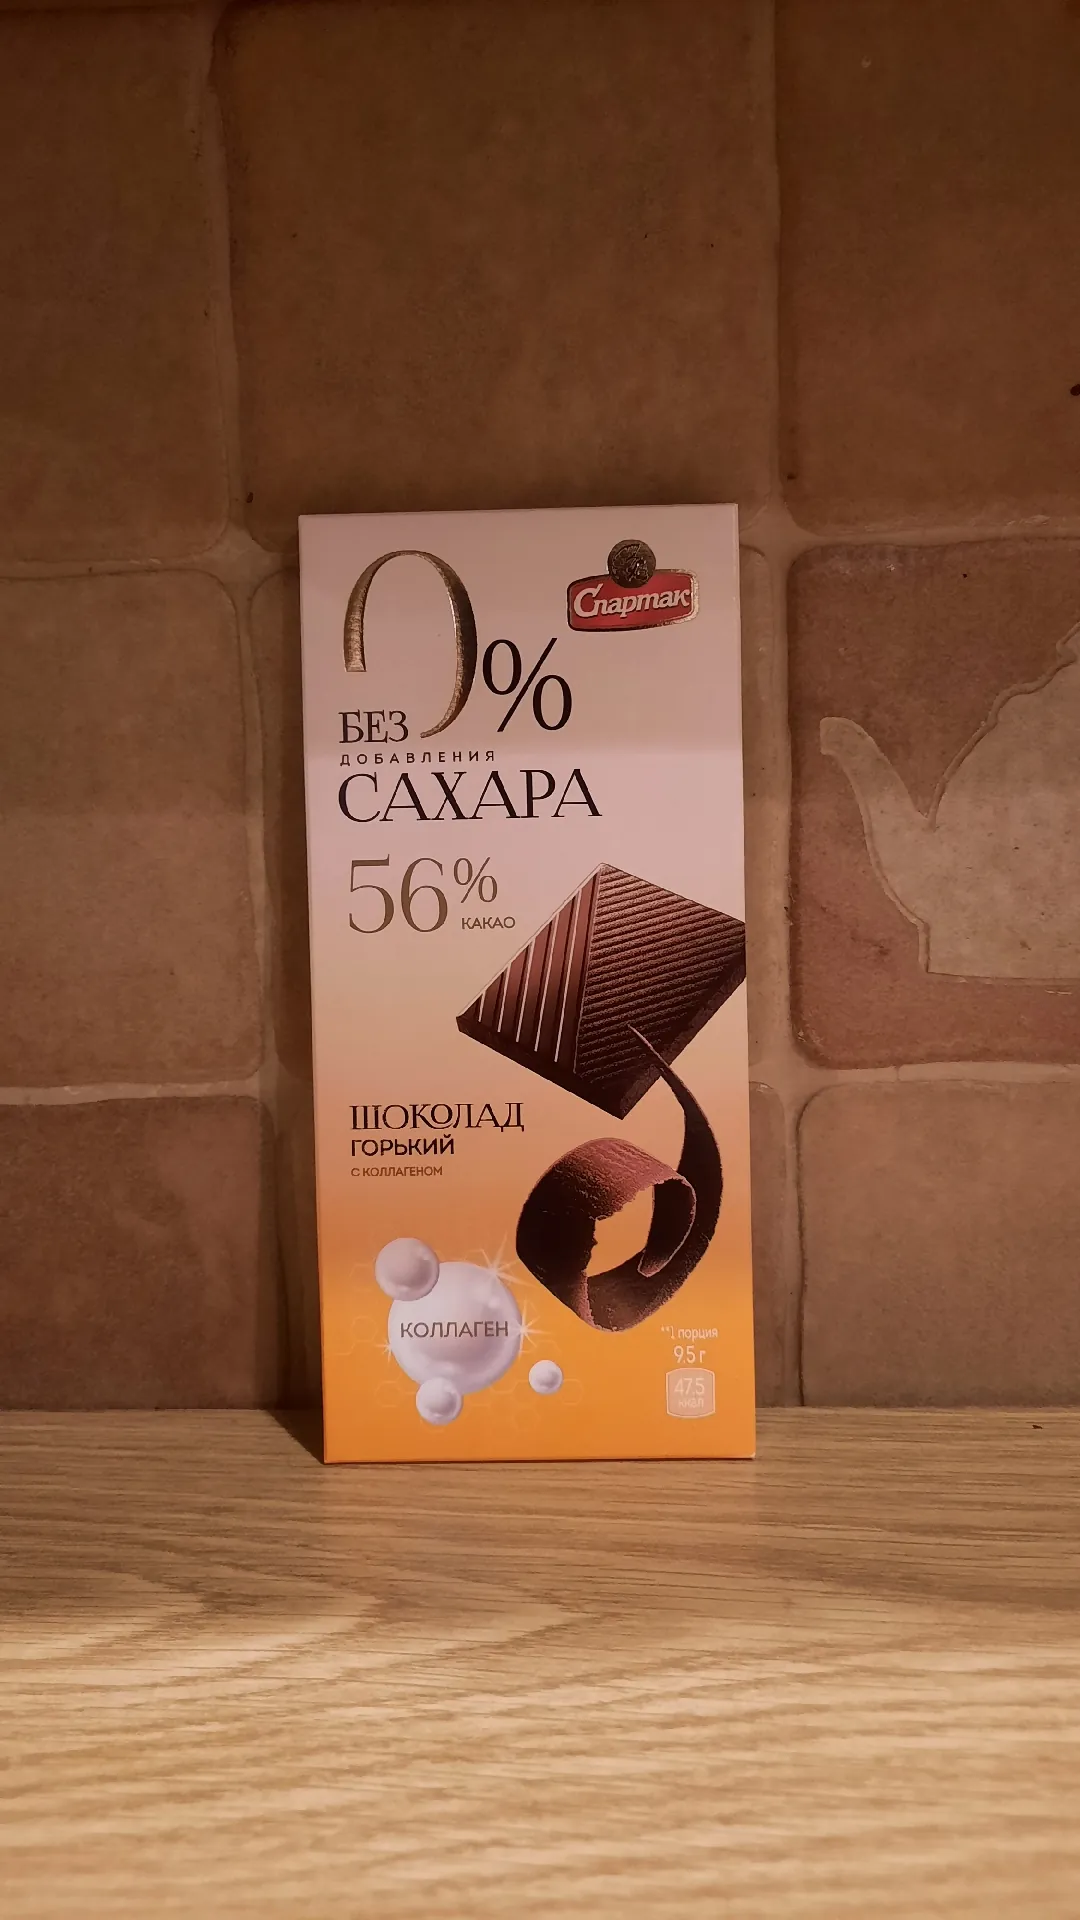 Спартак
0%
БЕЗ
ДОБАВЛЕНИЯ
САХАРА
56%
КАКАО
ШОКОЛАД
ГОРЬКИЙ
С КОЛЛАГЕНОМ
КОЛЛАГЕН
**1 порция
9.5 г
47.5
ккал